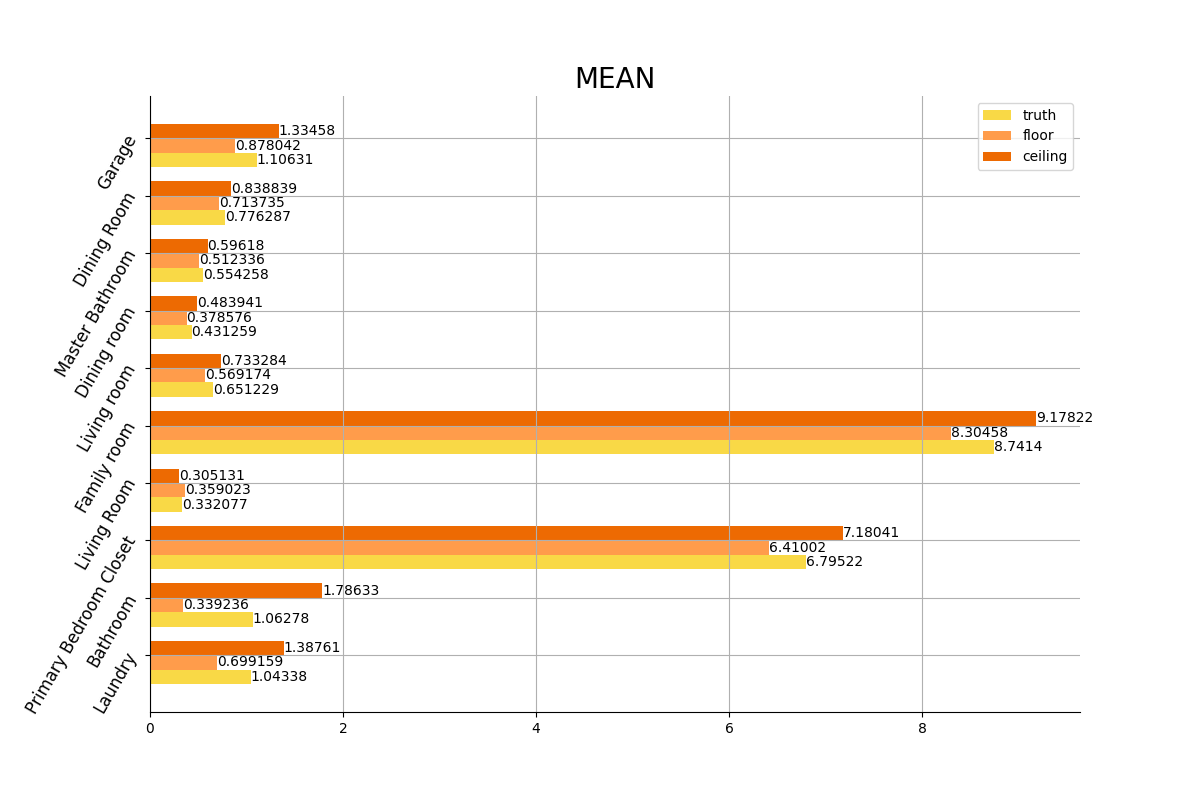 MEAN
truth
floor
ceiling
Garage
1.33458
0.878042
1.10631
Dining Room
0.838839
0.713735
0.776287
Master Bathroom
0.59618
0.512336
0.554258
Dining room
0.483941
0.378576
0.431259
Living room
0.733284
0.569174
0.651229
Family room
9.17822
8.30458
8.7414
Living Room
0.305131
0.359023
0.332077
Primary Bedroom Closet
7.18041
6.41002
6.79522
Bathroom
1.78633
0.339236
1.06278
Laundry
1.38761
0.699159
1.04338
0 2 4 6 8